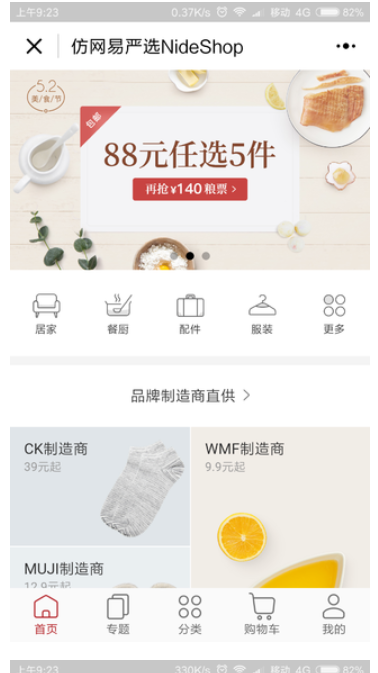 上午9:23 0.37K/s 移动 4G 82%
仿网易严选NideShop
5.2
美/食/节
包邮
88元任选5件
再抢¥140粮票>
居家 餐厨 配件 服装 更多
品牌制造商直供 >
CK制造商 WMF制造商
39元起 9.9元起
MUJI制造商
12.9元起
首页 专题 分类 购物车 我的
上午9:23 330K/s 移动 4G 82%